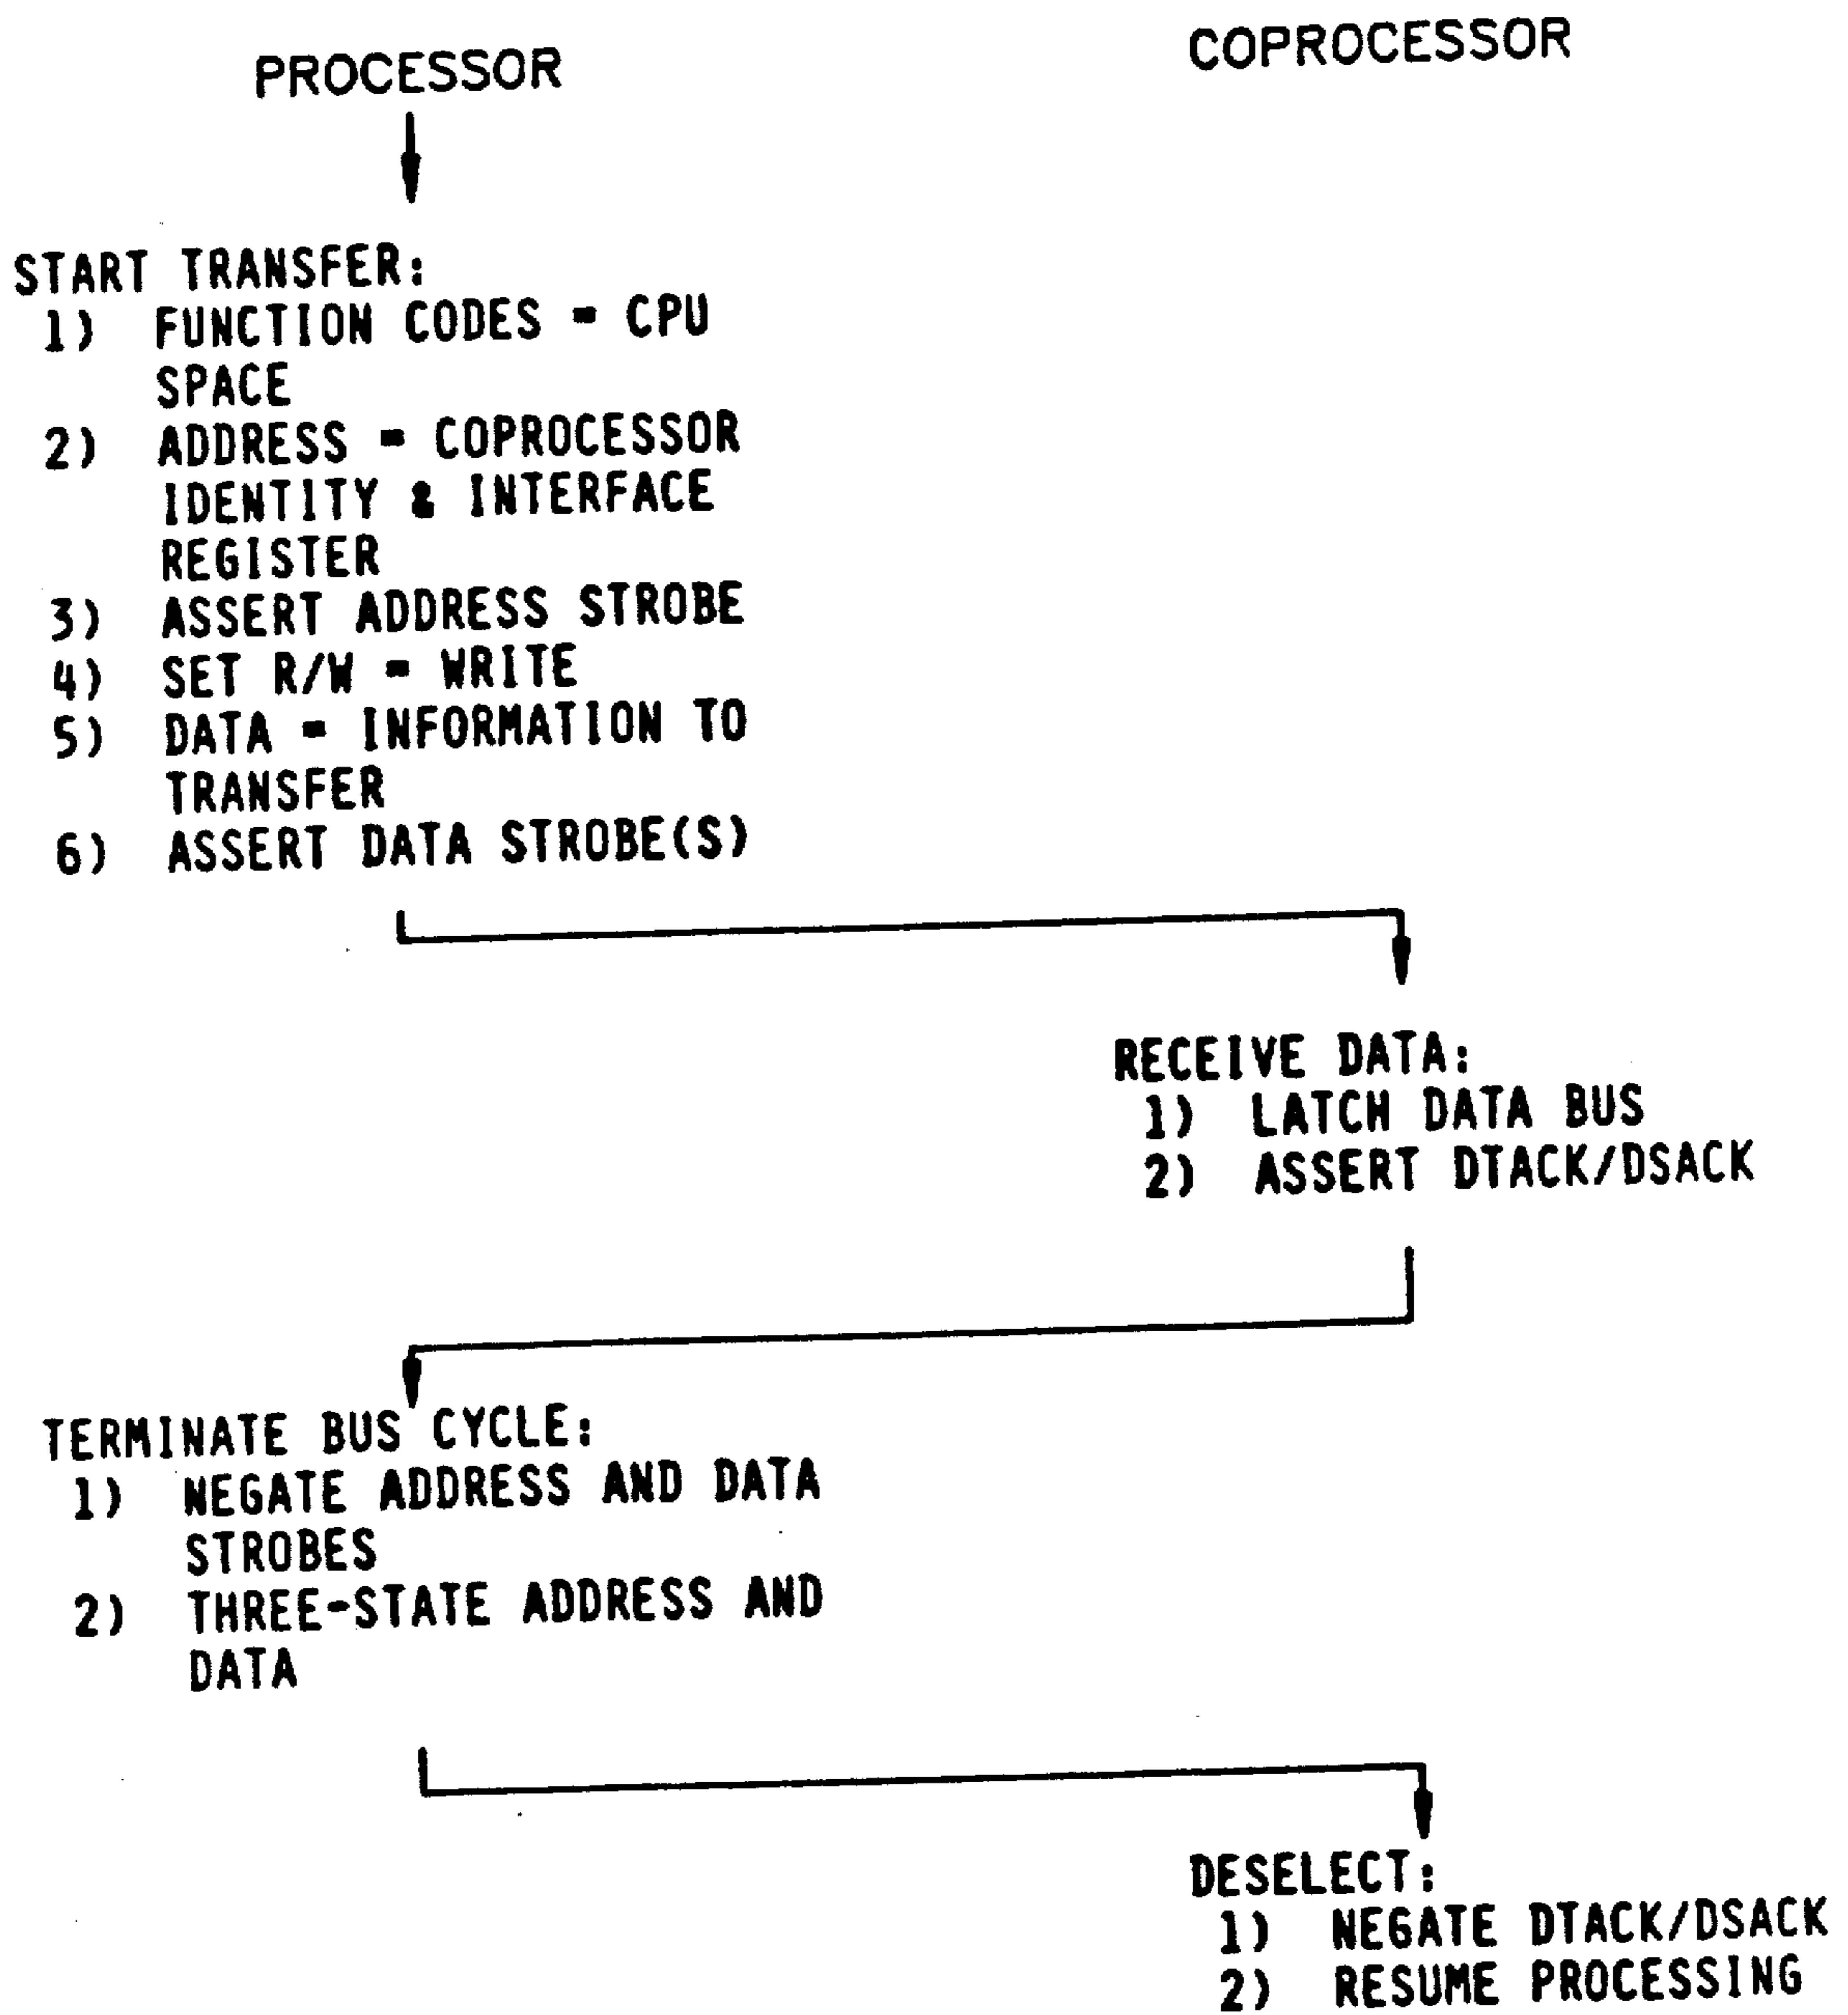 PROCESSOR
COPROCESSOR
START TRANSFER:
1) FUNCTION CODES = CPU
SPACE
2) ADDRESS = COPROCESSOR
IDENTITY & INTERFACE
REGISTER
3) ASSERT ADDRESS STROBE
4) SET R/W = WRITE
5) DATA = INFORMATION TO
TRANSFER
6) ASSERT DATA STROBE(S)
RECEIVE DATA:
1) LATCH DATA BUS
2) ASSERT DTACK/DSACK
TERMINATE BUS CYCLE:
1) NEGATE ADDRESS AND DATA
STROBES
2) THREE-STATE ADDRESS AND
DATA
DESELECT:
1) NEGATE DTACK/DSACK
2) RESUME PROCESSING